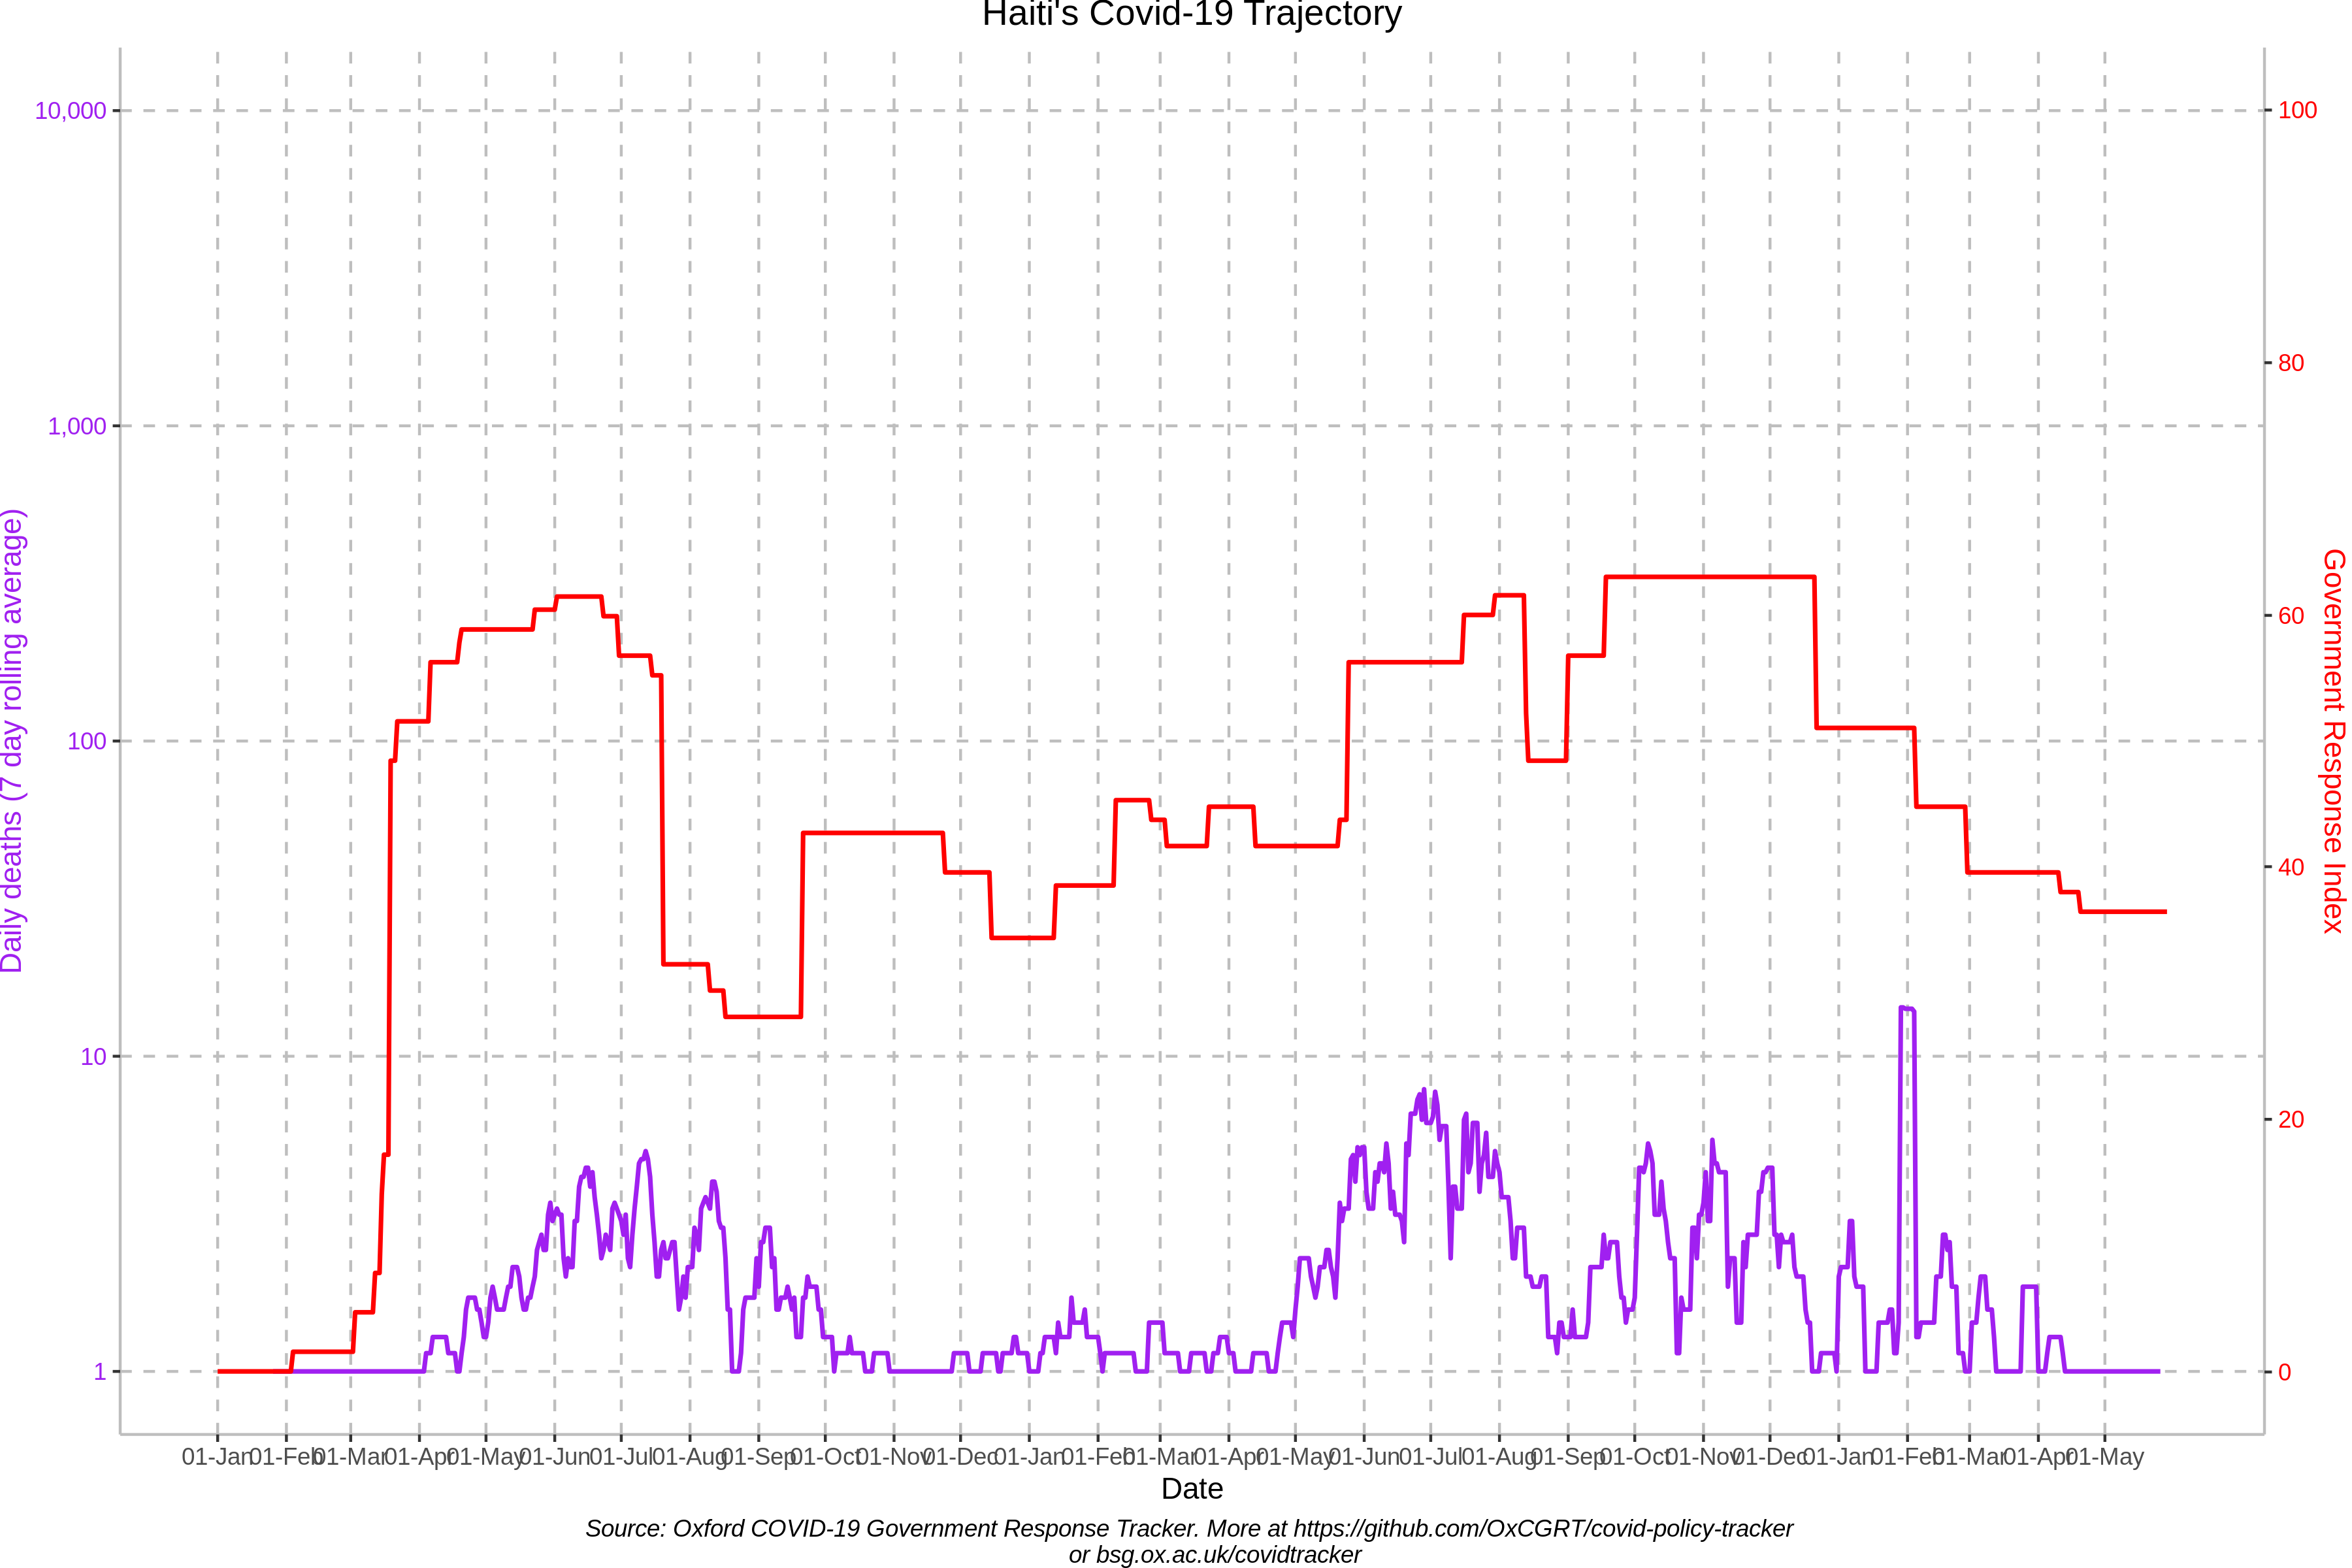 Haiti's Covid-19 Trajectory
10,000
1,000
100
10
1
Daily deaths (7 day rolling average)
100
80
60
40
20
0
Government Response Index
01-Jan 01-Feb 01-Mar 01-Apr 01-May 01-Jun 01-Jul 01-Aug 01-Sep 01-Oct 01-Nov 01-Dec 01-Jan 01-Feb 01-Mar 01-Apr 01-May 01-Jun 01-Jul 01-Aug 01-Sep 01-Oct 01-Nov 01-Dec 01-Jan 01-Feb 01-Mar 01-Apr 01-May
Date
Source: Oxford COVID-19 Government Response Tracker. More at https://github.com/OxCGRT/covid-policy-tracker
or bsg.ox.ac.uk/covidtracker